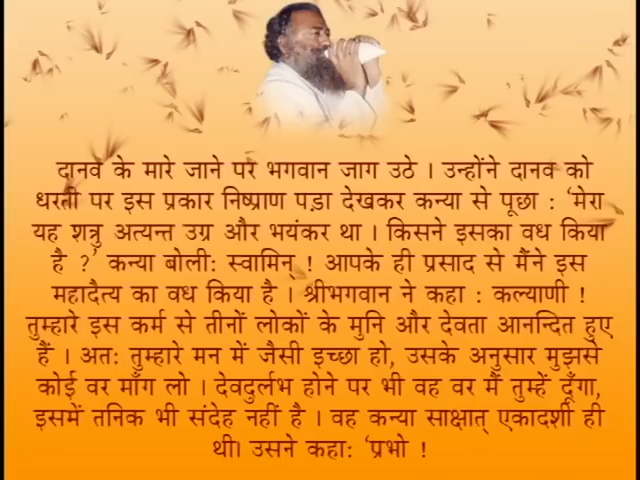 दानव के मारे जाने पर भगवान जाग उठे । उन्होंने दानव को
धरती पर इस प्रकार निष्प्राण पड़ा देखकर कन्या से पूछा : ‘मेरा
यह शत्रु अत्यन्त उग्र और भयंकर था । किसने इसका वध किया
है ?’ कन्या बोली: स्वामिन् ! आपके ही प्रसाद से मैंने इस
महादैत्य का वध किया है । श्रीभगवान ने कहा : कल्याणी !
तुम्हारे इस कर्म से तीनों लोकों के मुनि और देवता आनन्दित हुए
हैं । अतः तुम्हारे मन में जैसी इच्छा हो, उसके अनुसार मुझसे
कोई वर माँग लो । देवदुर्लभ होने पर भी वह वर मैं तुम्हें दूँगा,
इसमें तनिक भी संदेह नहीं है । वह कन्या साक्षात् एकादशी ही
थी। उसने कहा: ‘प्रभो !